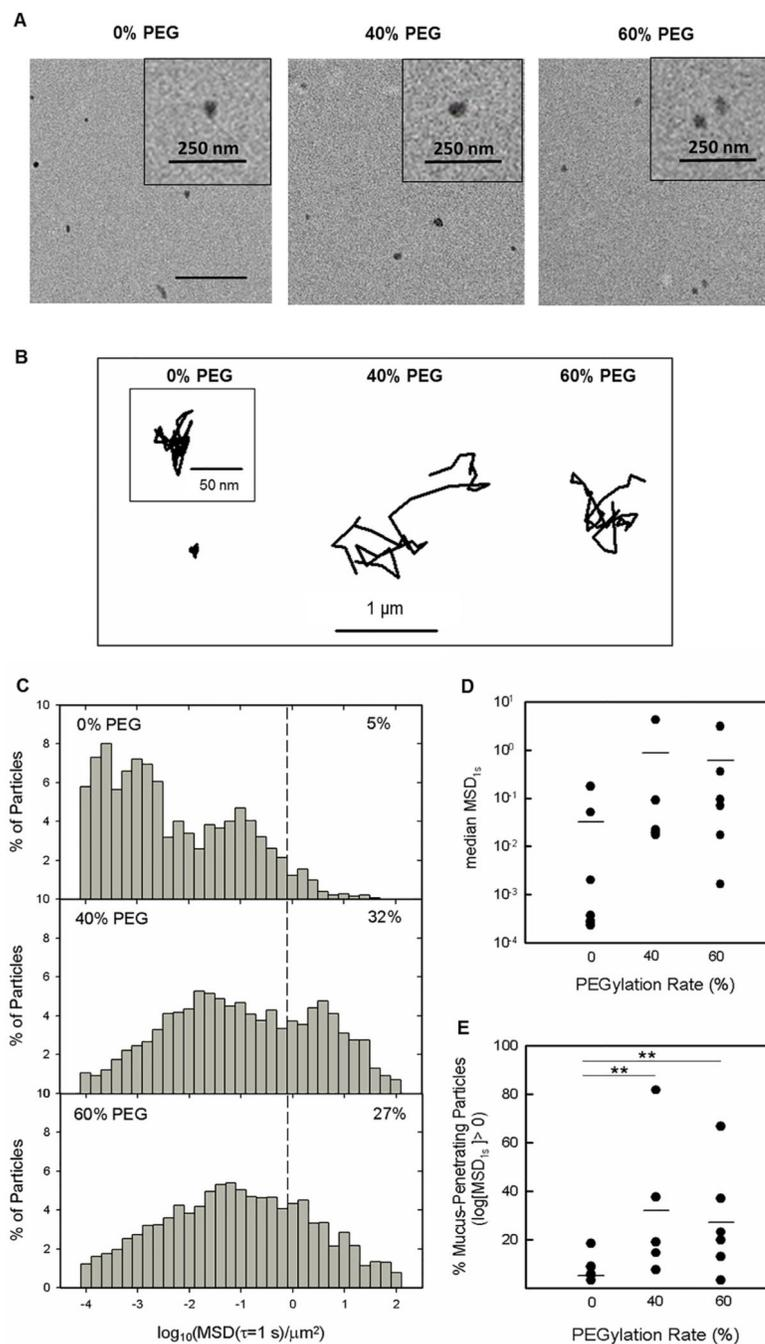 A
0% PEG
40% PEG
60% PEG
250 nm
250 nm
250 nm
B
0% PEG
40% PEG
60% PEG
50 nm
1 μm
C
10
8
6
4
2
10
8
6
4
2
10
8
6
4
2
0
% of Particles
% of Particles
% of Particles
0% PEG
5%
40% PEG
32%
60% PEG
27%
-4
-3
-2
-1
0
1
2
log10(MSD(τ=1 s)/μm²)
D
10¹
10⁰
10⁻¹
10⁻²
10⁻³
10⁻⁴
median MSD1s
0
40
60
PEGylation Rate (%)
E
100
80
60
40
20
% Mucus-Penetrating Particles
(log[MSD1s]> 0)
**
**
0
40
60
PEGylation Rate (%)